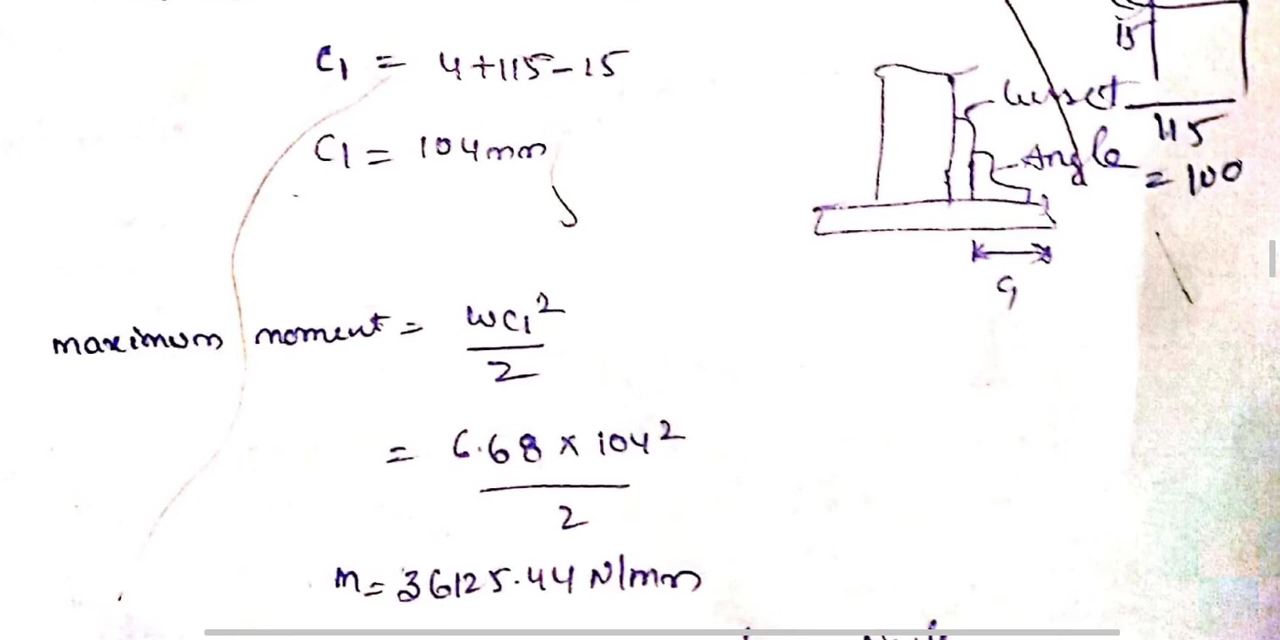 C1 = 4+115-15
C1 = 104mm
15
Gusset
Angle
115
= 100
C1
maximum moment = wc1²
2
= 6.68 x 104²
2
m= 36125.44 N/mm